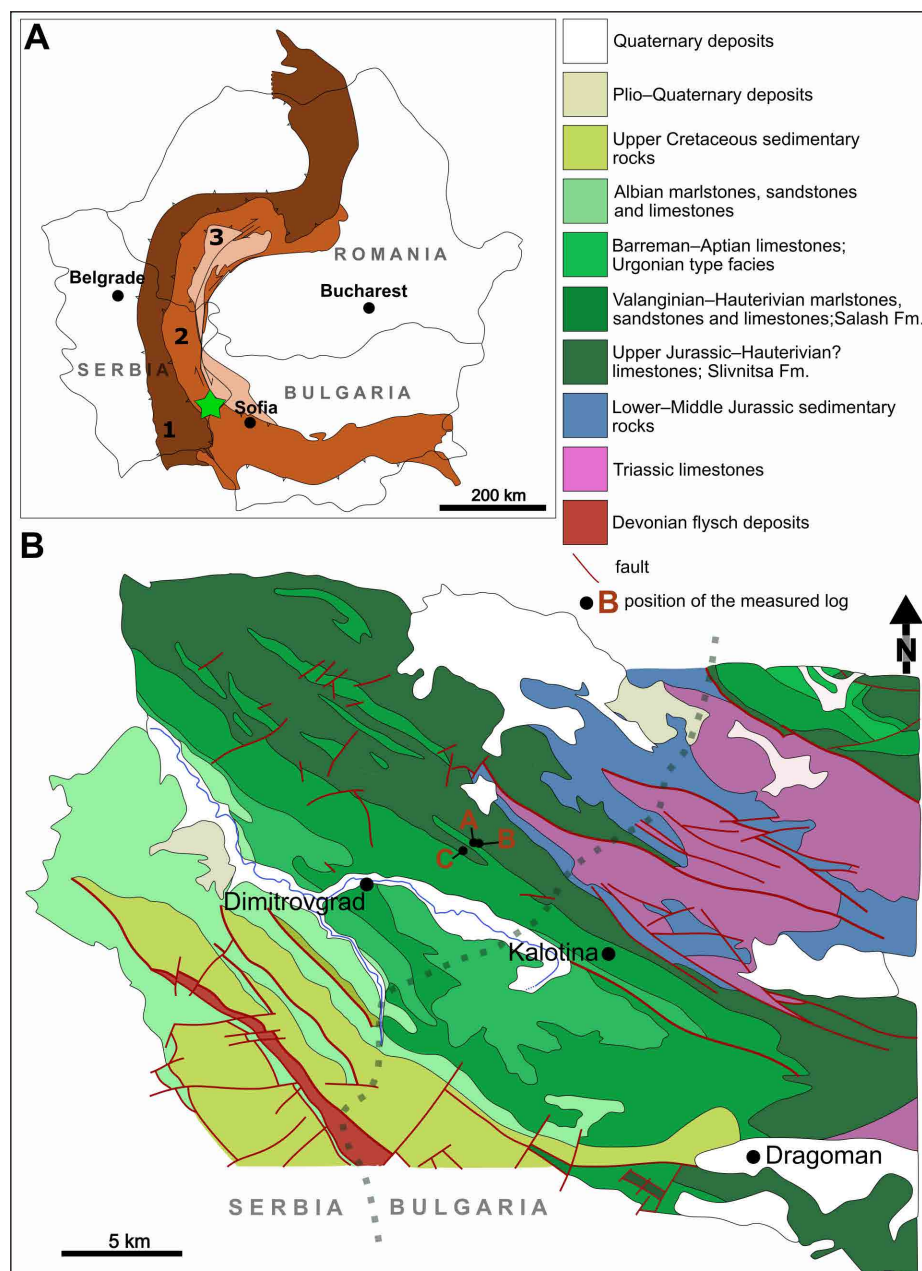 A
3
ROMANIA
Belgrade
Bucharest
2
SERBIA
BULGARIA
Sofia
1
200 km
Quaternary deposits
Plio–Quaternary deposits
Upper Cretaceous sedimentary
rocks
Albian marlstones, sandstones
and limestones
Barreman–Aptian limestones;
Urgonian type facies
Valanginian–Hauterivian marlstones,
sandstones and limestones;Salash Fm.
Upper Jurassic–Hauterivian?
limestones; Slivnitsa Fm.
Lower–Middle Jurassic sedimentary
rocks
Triassic limestones
Devonian flysch deposits
fault
B position of the measured log
B
N
A
B
C
Dimitrovgrad
Kalotina
Dragoman
SERBIA
BULGARIA
5 km